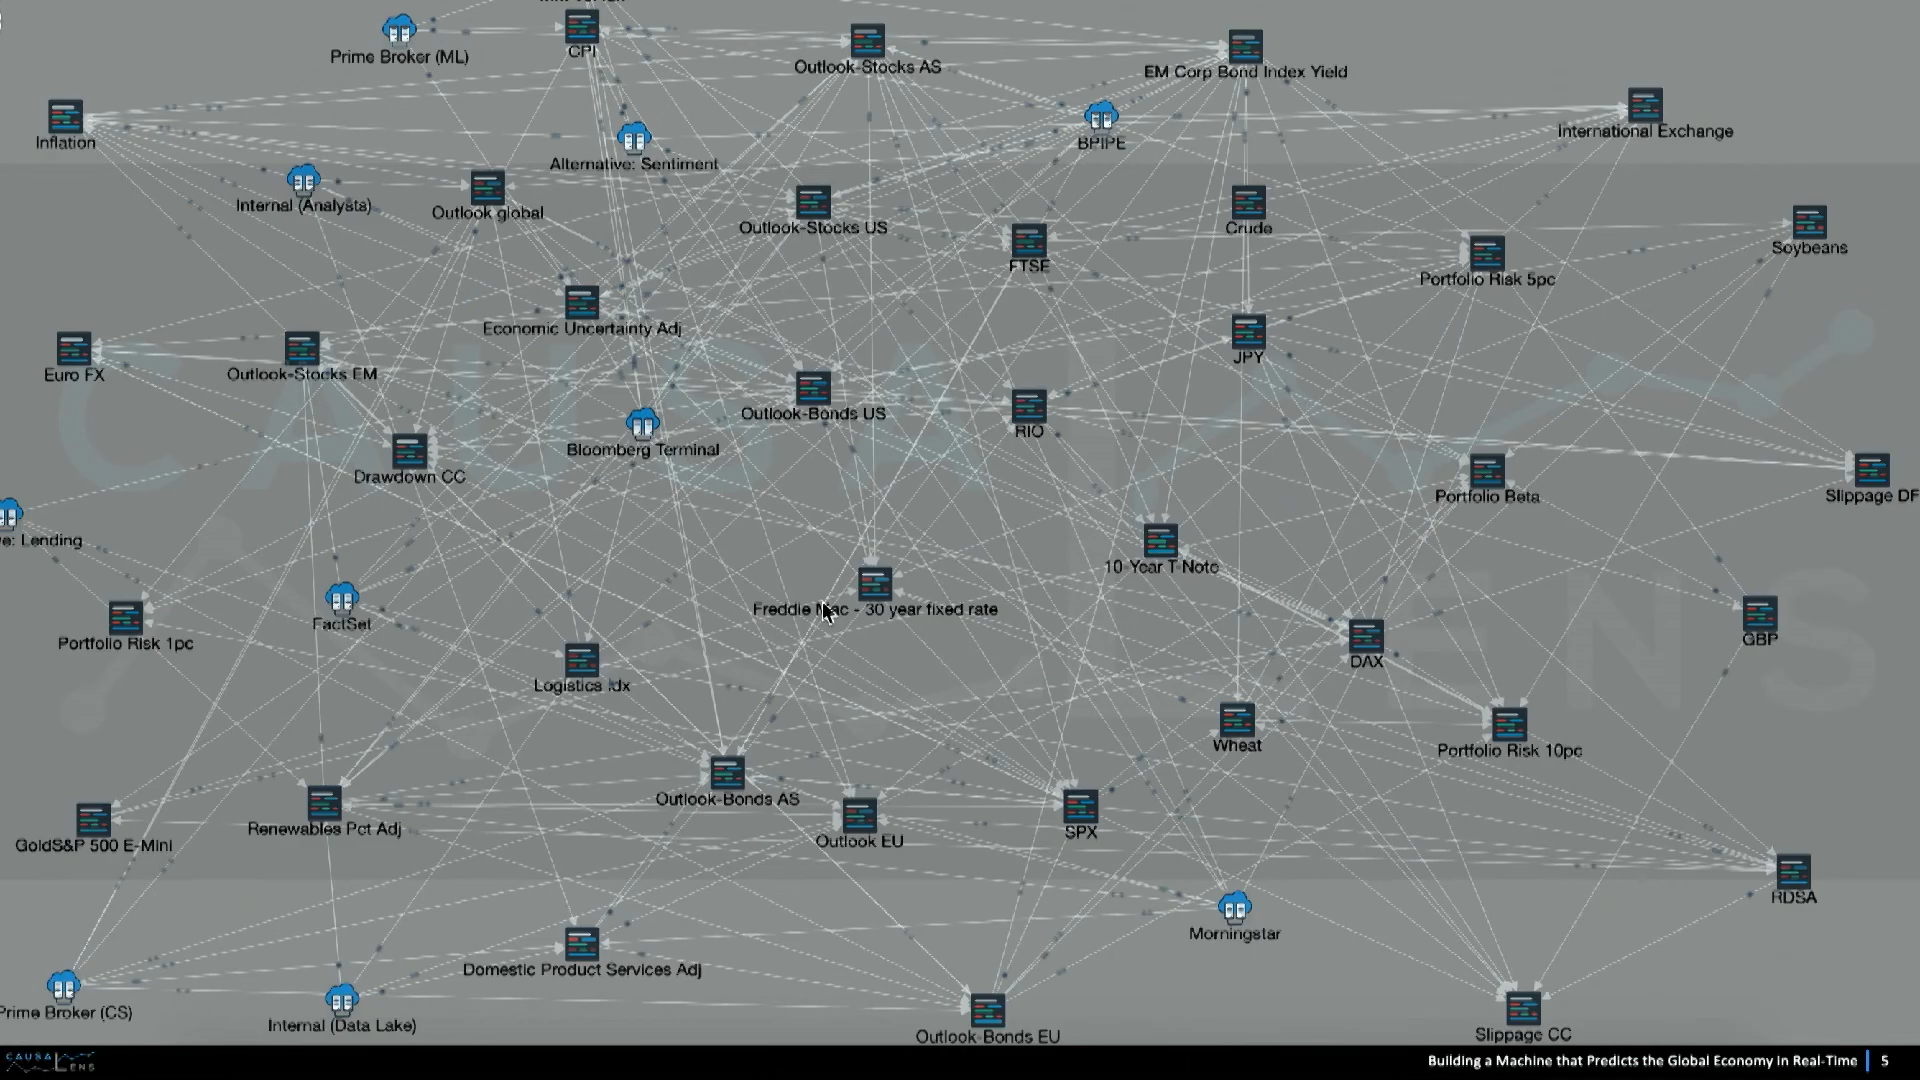 Prime Broker (ML)
CPI
Outlook-Stocks AS
EM Corp Bond Index Yield
Inflation
Alternative: Sentiment
BPIPE
International Exchange
Internal (Analysts)
Outlook global
Outlook-Stocks US
Crude
FTSE
Soybeans
Portfolio Risk 5pc
Economic Uncertainty Adj
JPY
Euro FX
Outlook-Stocks EM
Outlook-Bonds US
RIO
Bloomberg Terminal
Drawdown CC
Portfolio Beta
Slippage DF
e: Lending
10 Year T Note
Freddie Mac - 30 year fixed rate
FactSet
Portfolio Risk 1pc
GBP
DAX
Logistics Idx
Wheat
Portfolio Risk 10pc
Outlook-Bonds AS
Renewables Pct Adj
Outlook EU
SPX
GoldS&P 500 E-Mini
RDSA
Morningstar
Domestic Product Services Adj
Prime Broker (CS)
Internal (Data Lake)
Outlook-Bonds EU
Slippage CC
CAUSA LENS
CAUSA LENS
Building a Machine that Predicts the Global Economy in Real-Time | 5